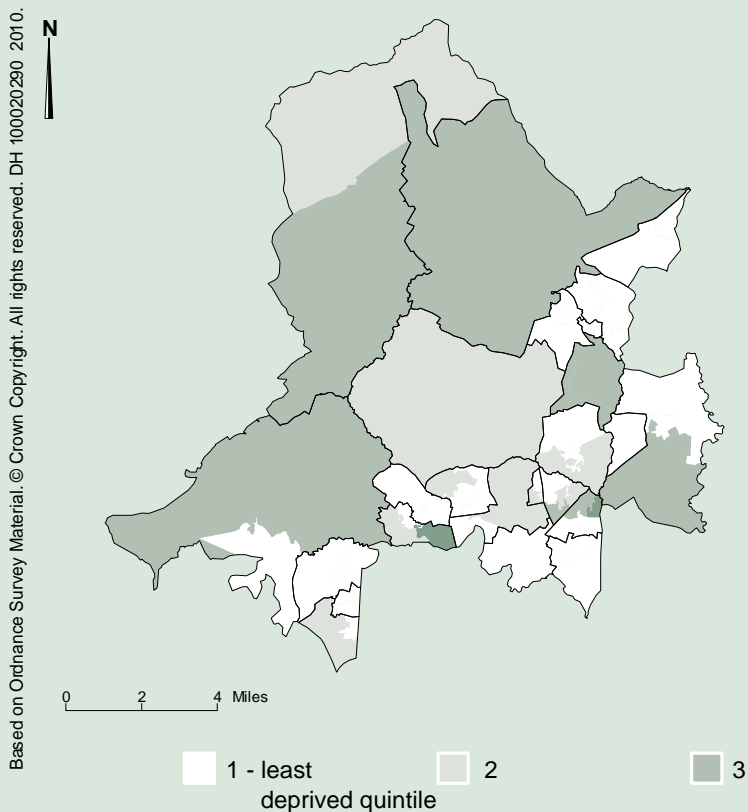 Based on Ordnance Survey Material. © Crown Copyright. All rights reserved. DH 100020290 2010.
N
0 2 4 Miles
1 - least
deprived quintile
2
3